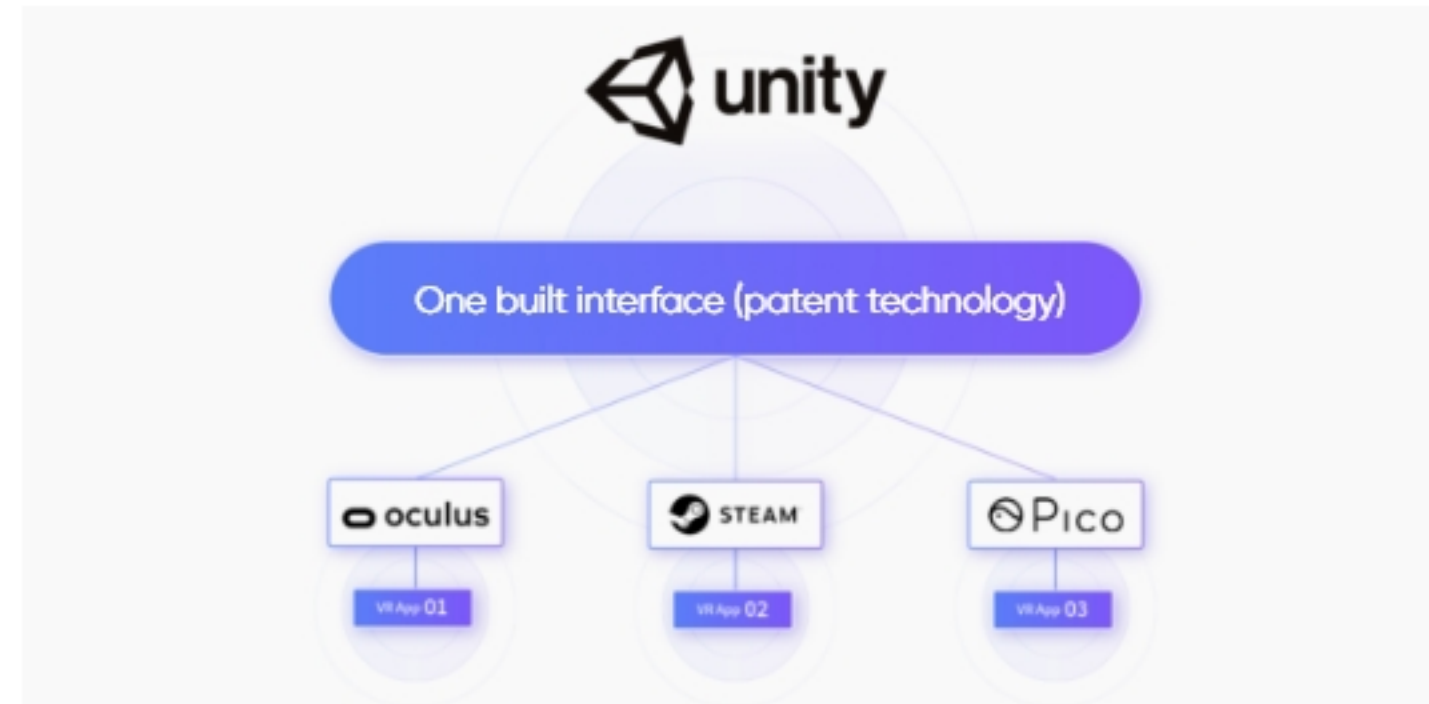 unity
One built interface (patent technology)
oculus
STEAM
Pico
VR App 01
VR App 02
VR App 03